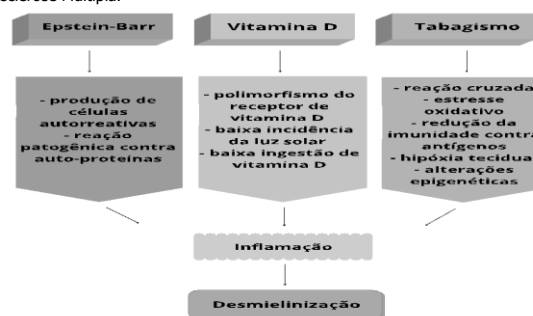 Múltipla.
Epstein-Barr
Vitamina D
Tabagismo
- produção de
células
autorreativas
- reação
patogênica contra
auto-proteínas
- polimorfismo do
receptor de
vitamina D
- baixa incidência
da luz solar
- baixa ingestão de
vitamina D
- reação cruzada
- estresse
oxidativo
- redução da
imunidade contra
antígenos
- hipóxia tecidual
- alterações
epigenéticas
Inflamação
Desmielinização